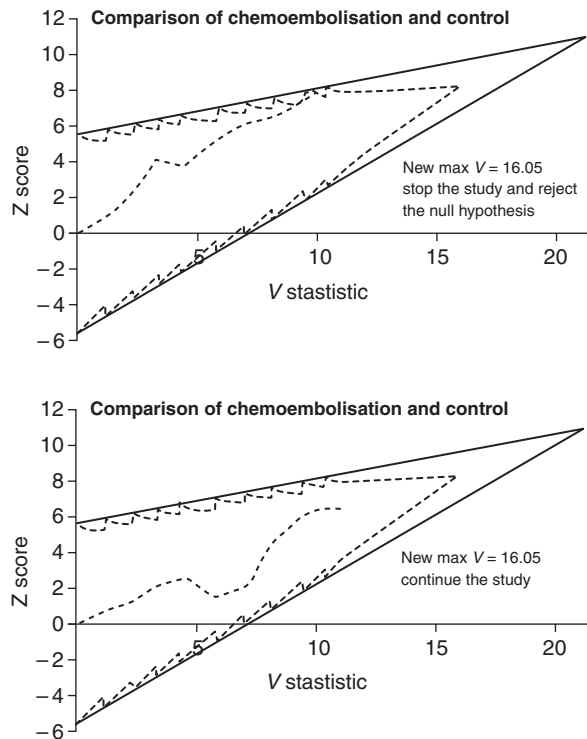 Comparison of chemoembolisation and control
12
10
8
6
4
2
0
−2
−4
−6
Z score
5
10
15
20
V stastistic
New max V = 16.05
stop the study and reject
the null hypothesis
Comparison of chemoembolisation and control
12
10
8
6
4
2
0
−2
−4
−6
Z score
5
10
15
20
V stastistic
New max V = 16.05
continue the study